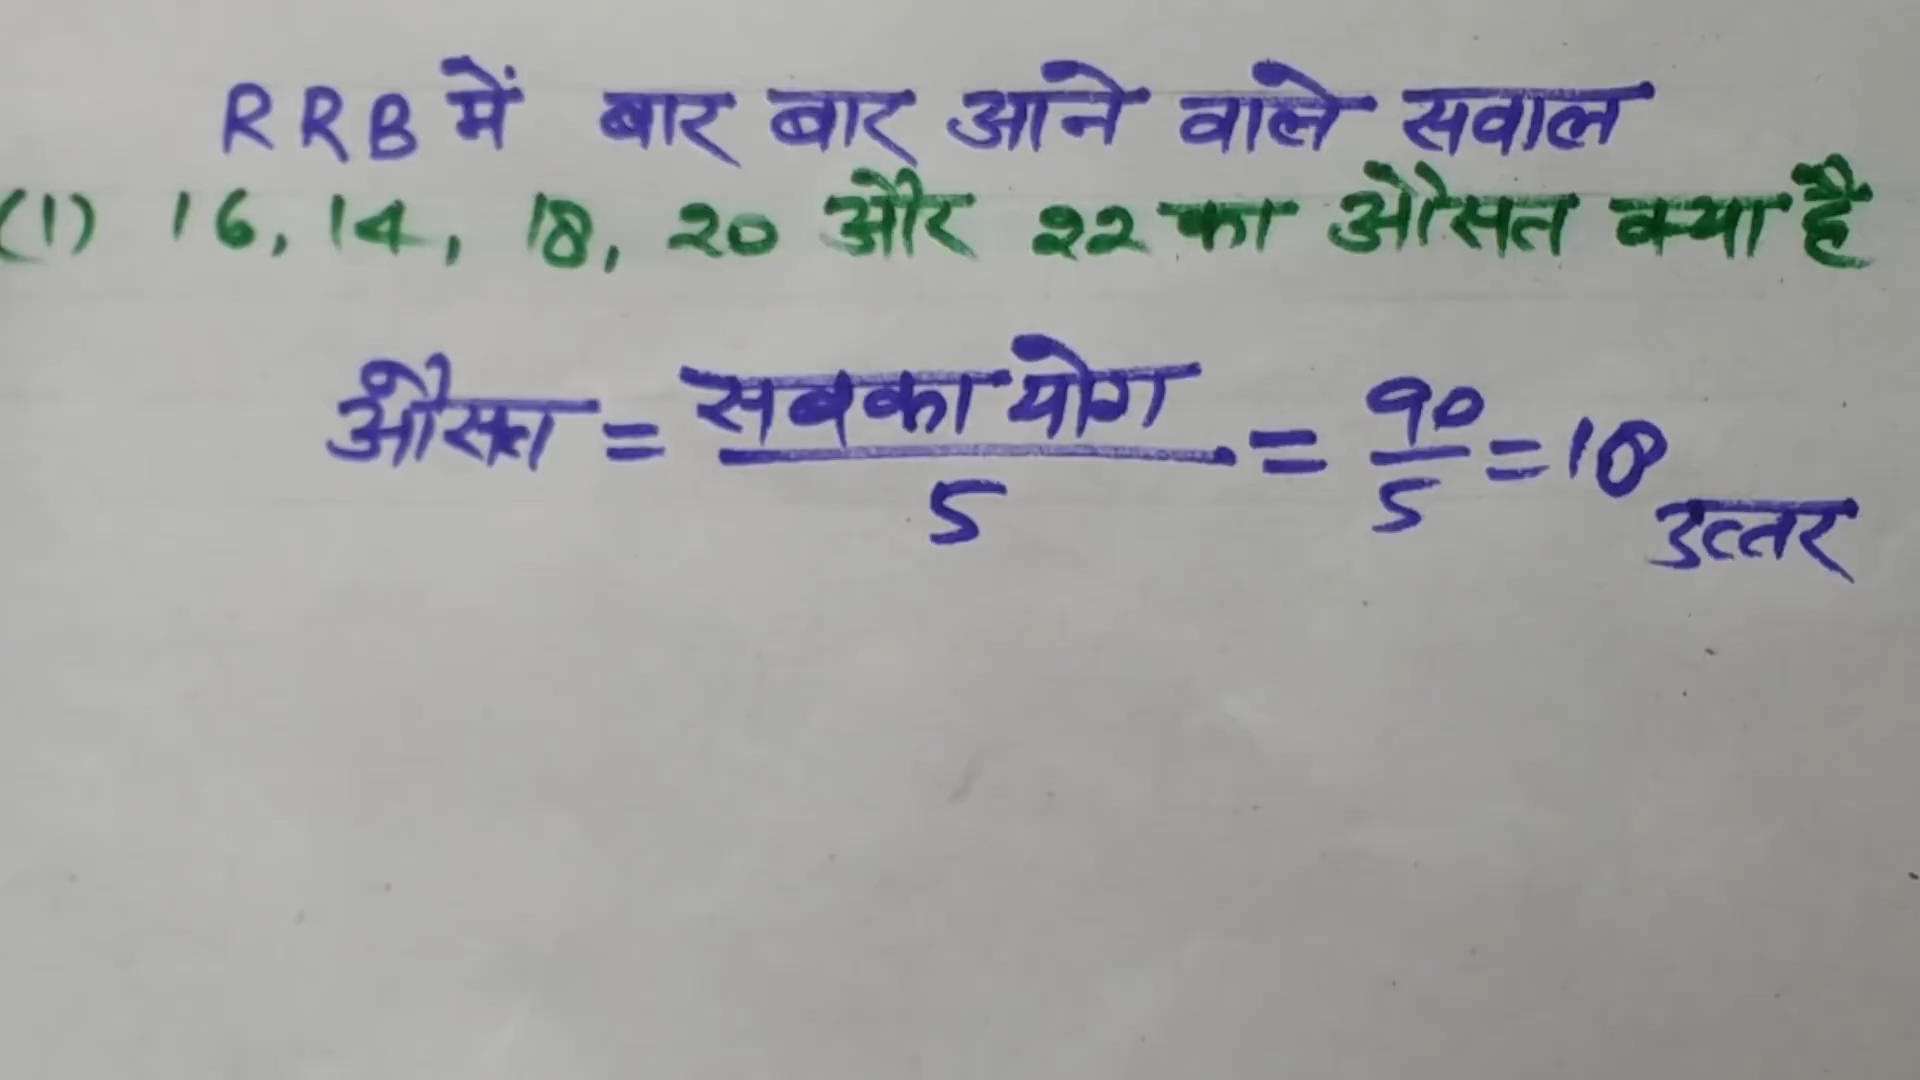 RRB में बार बार आने वाले सवाल
(1) 16, 14, 18, 20 और 22 का औसत क्या है
औसत = सबका योग / 5 = 90 / 5 = 18
उत्तर